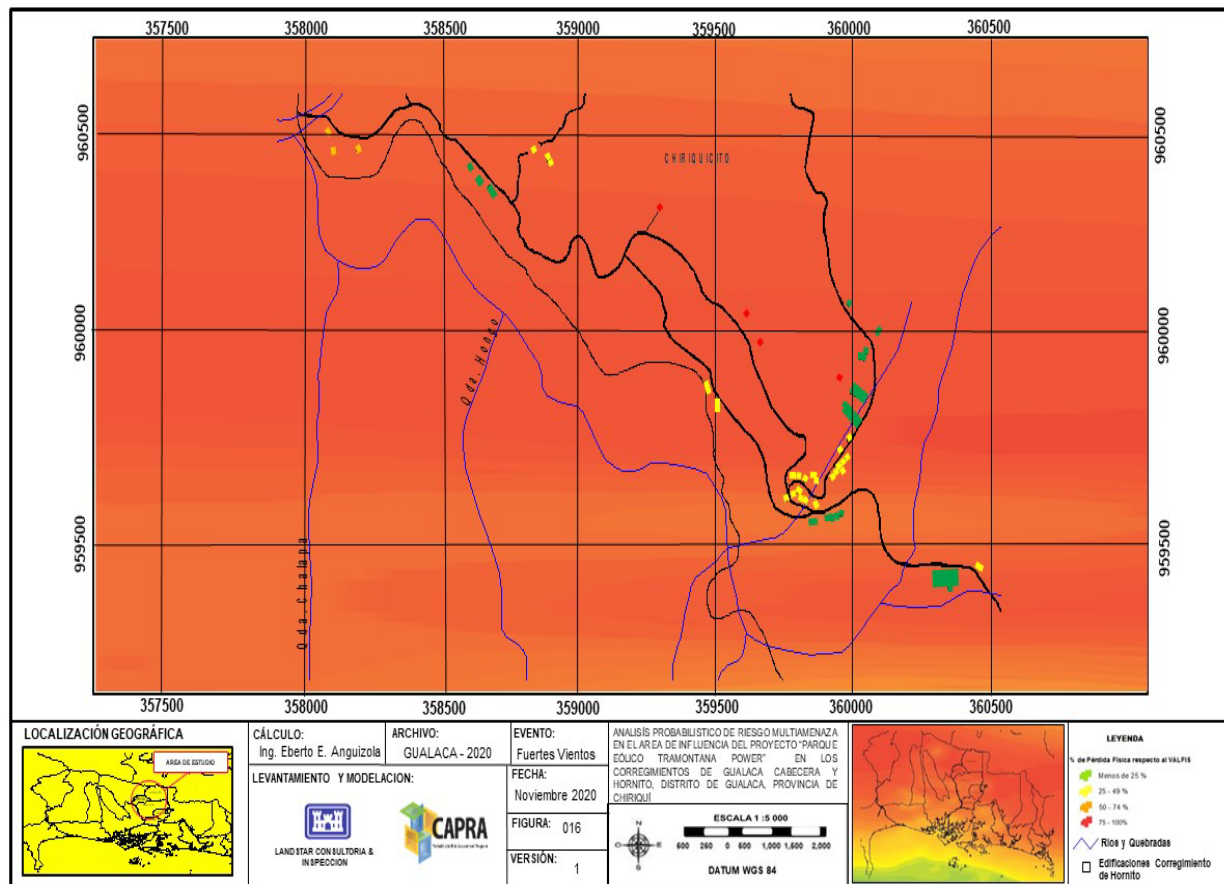 357500 358000 358500 359000 359500 360000 360500
960500
960000
959500
960500
960000
959500
CHIRIQUICITO
Qda. Hongo
Qda. Chalapa
357500 358000 358500 359000 359500 360000 360500
LOCALIZACIÓN GEOGRÁFICA
AREA DE ESTUDIO
CÁLCULO:
Ing. Eberto E. Anguizola
ARCHIVO:
GUALACA - 2020
LEVANTAMIENTO Y MODELACION:
LANDSTAR CONSULTORIA &
INSPECCION
CAPRA
EVENTO:
Fuertes Vientos
FECHA:
Noviembre 2020
FIGURA: 016
VERSIÓN:
1
ANALISÍS PROBABILISTICO DE RIESGO MULTIAMENAZA
EN EL AREA DE INFLUENCIA DEL PROYECTO "PARQUE
EÓLICO TRAMONTANA POWER" EN LOS
CORREGIMIENTOS DE GUALACA CABECERA Y
HORNITO, DISTRITO DE GUALACA, PROVINCIA DE
CHIRIQUÍ
N
O E
S
ESCALA 1 :5 000
500 250 0 500 1,000 1,500 2,000
DATUM WGS 84
LEYENDA
% de Pérdida Física respecto al VALFIS
Menos de 25 %
25 - 49 %
50 - 74 %
75 - 100%
Rios y Quebradas
Edificaciones Corregimiento
de Hornito